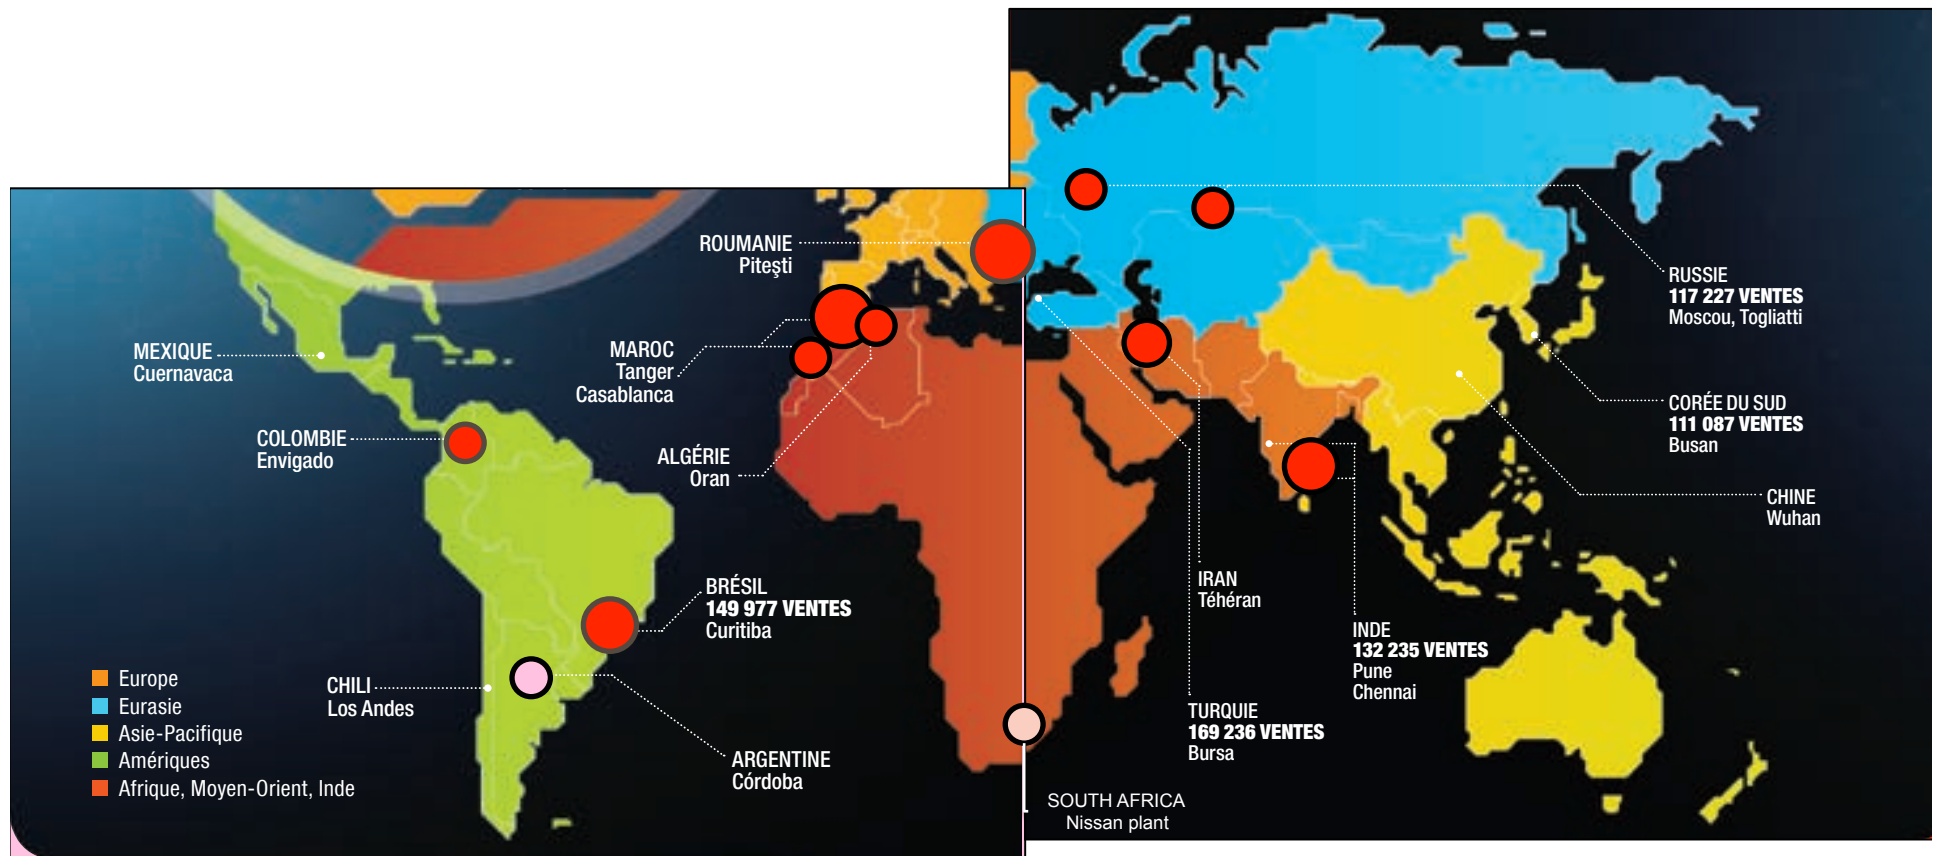 ROUMANIE
Piteşti
MAROC
Tanger
Casablanca
MEXIQUE
Cuernavaca
COLOMBIE
Envigado
ALGÉRIE
Oran
BRÉSIL
149 977 VENTES
Curitiba
CHILI
Los Andes
ARGENTINE
Córdoba
Europe
Eurasie
Asie-Pacifique
Amériques
Afrique, Moyen-Orient, Inde
RUSSIE
117 227 VENTES
Moscou, Togliatti
CORÉE DU SUD
111 087 VENTES
Busan
CHINE
Wuhan
IRAN
Téhéran
INDE
132 235 VENTES
Pune
Chennai
TURQUIE
169 236 VENTES
Bursa
SOUTH AFRICA
Nissan plant